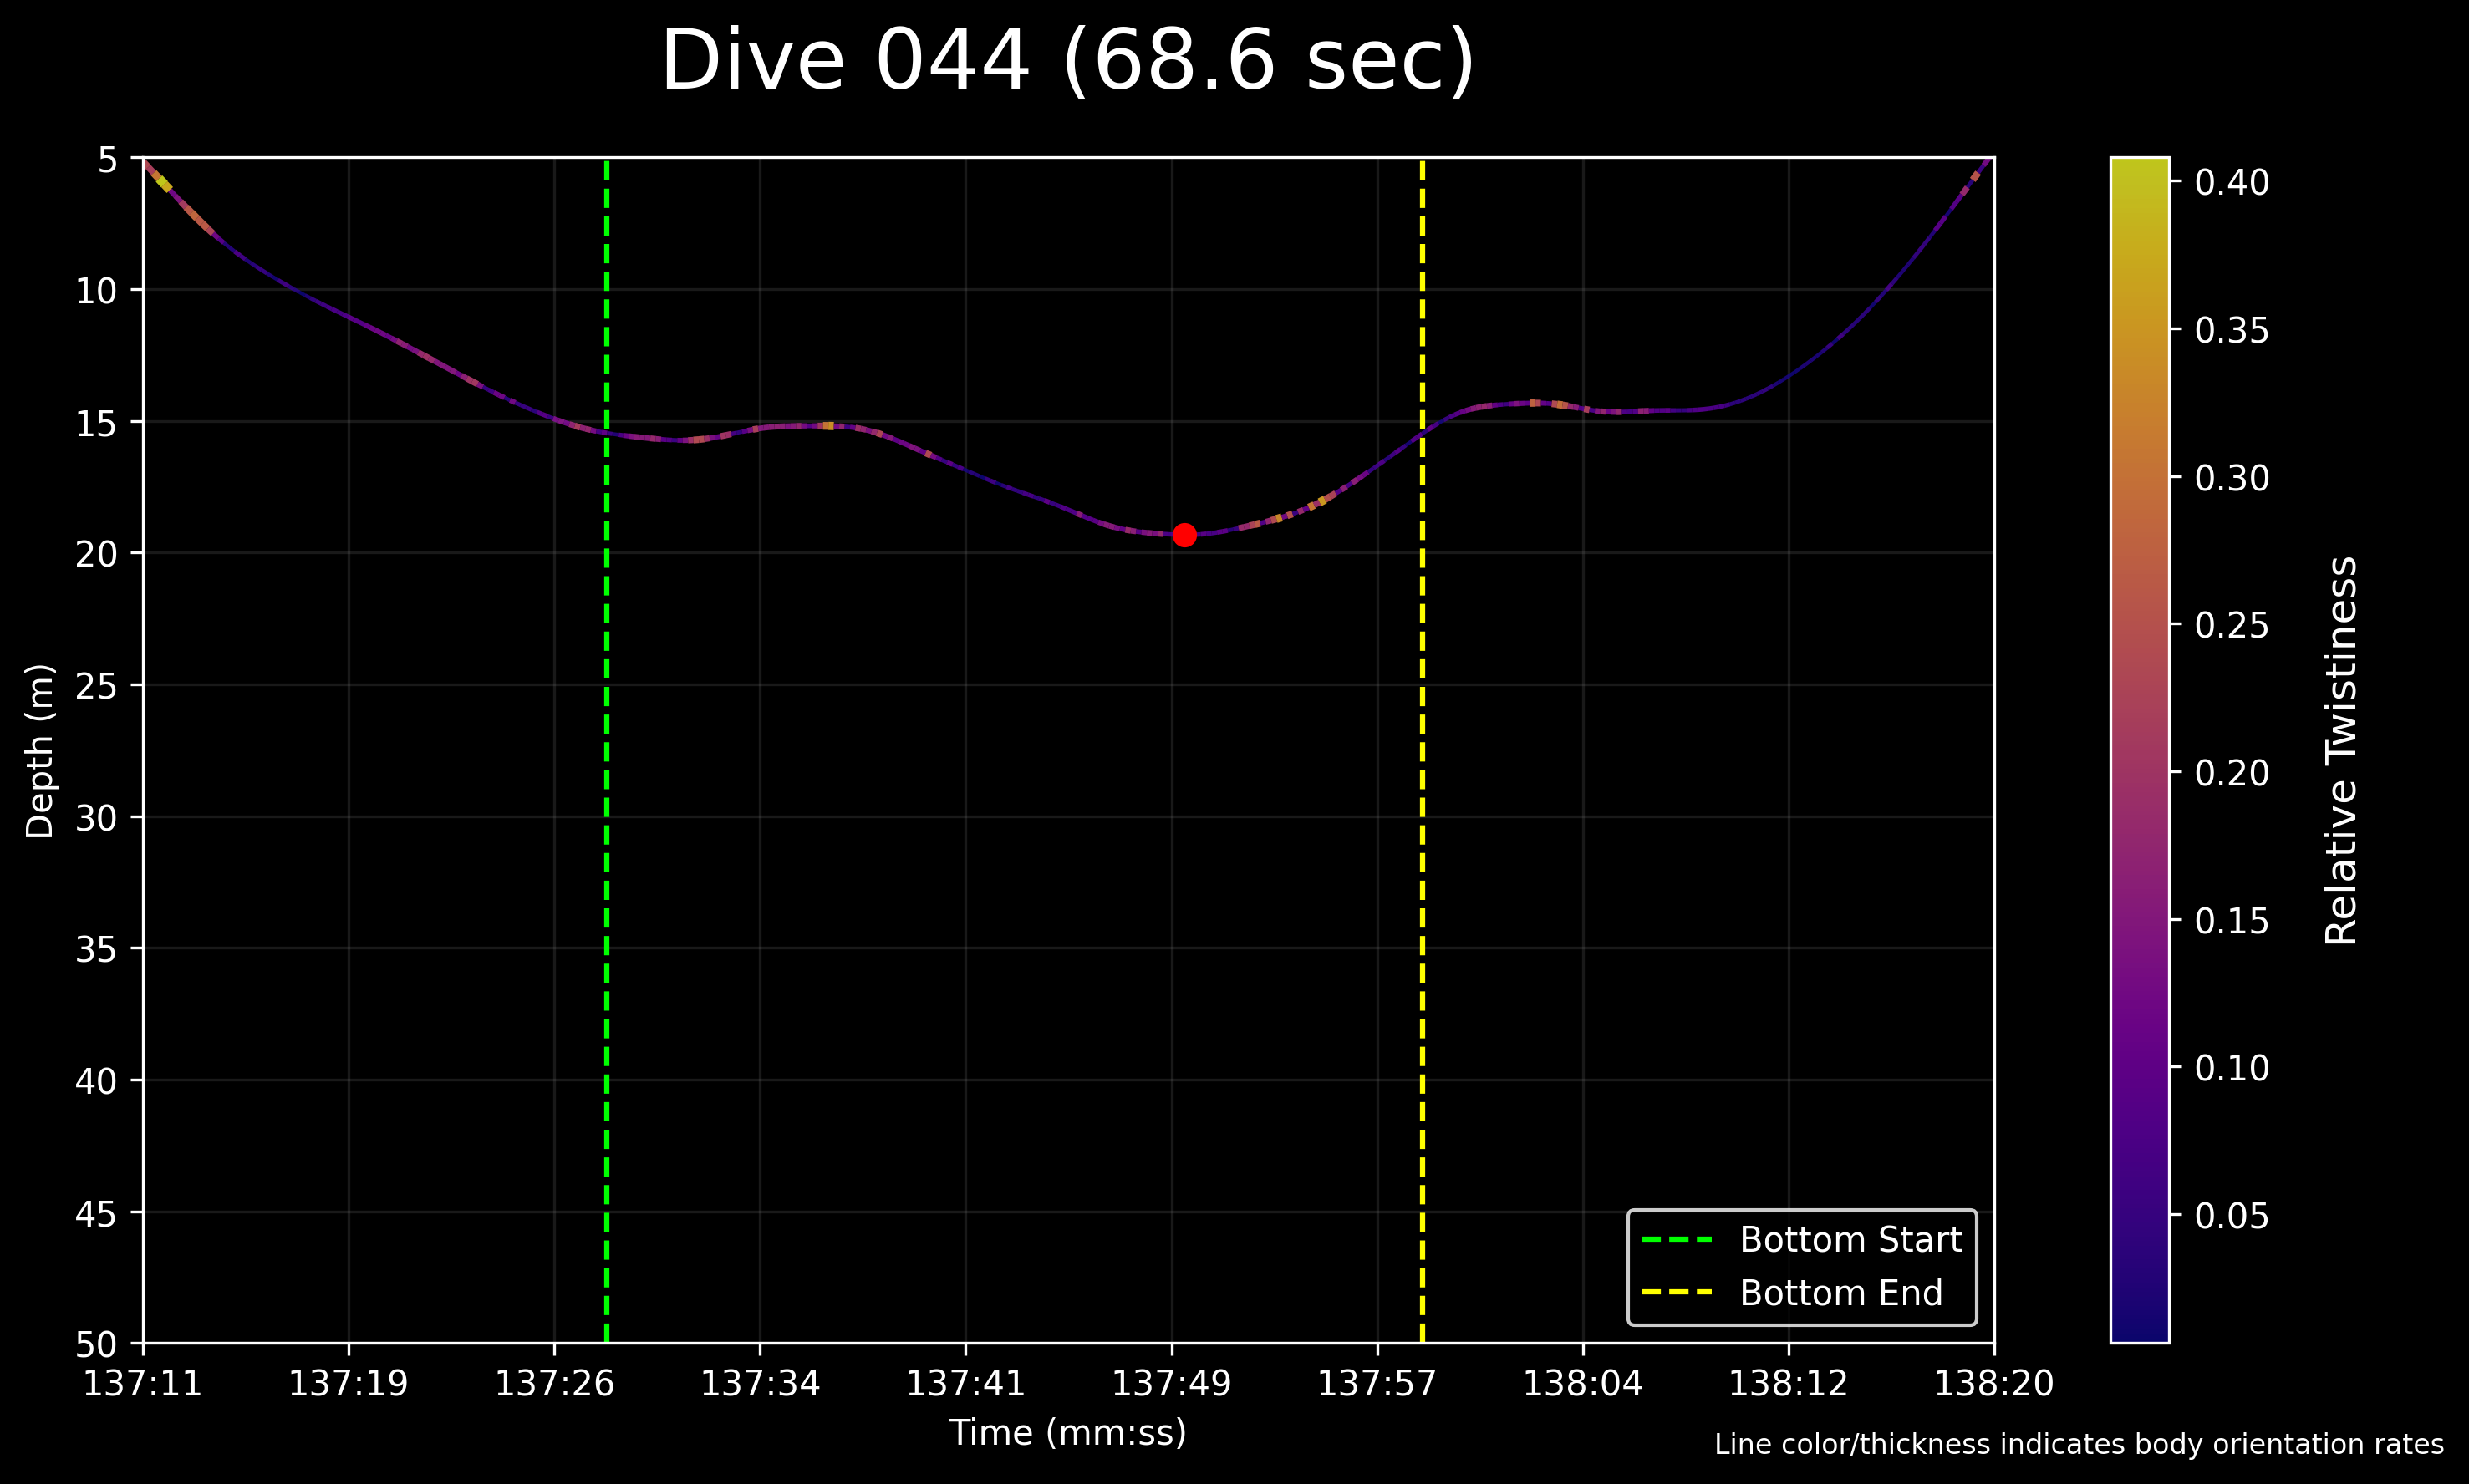 Dive 044 (68.6 sec)
5
10
15
20
25
30
35
40
45
50
Depth (m)
137:11 137:19 137:26 137:34 137:41 137:49 137:57 138:04 138:12 138:20
Time (mm:ss)
Bottom Start
Bottom End
0.40
0.35
0.30
0.25
0.20
0.15
0.10
0.05
Relative Twistiness
Line color/thickness indicates body orientation rates